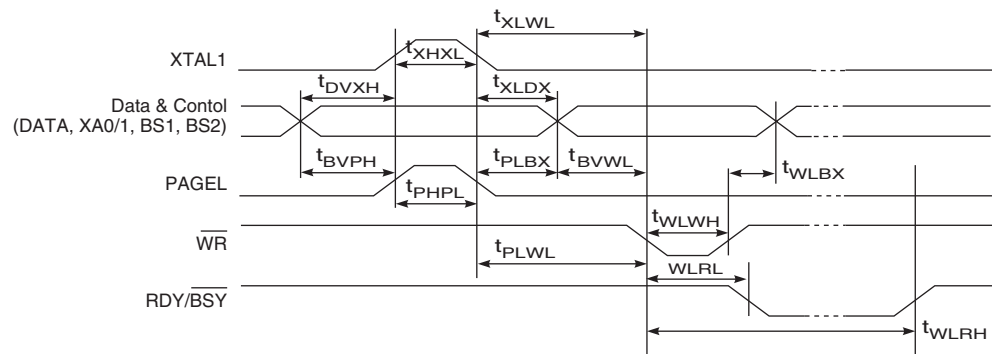 tXLWL
XTAL1
tXHXL
tDVXH
tXLDX
Data & Contol
(DATA, XA0/1, BS1, BS2)
tBVPH
tPLBX
tBVWL
tWLBX
PAGEL
tPHPL
tWLWH
WR
tPLWL
WLRL
RDY/BSY
tWLRH